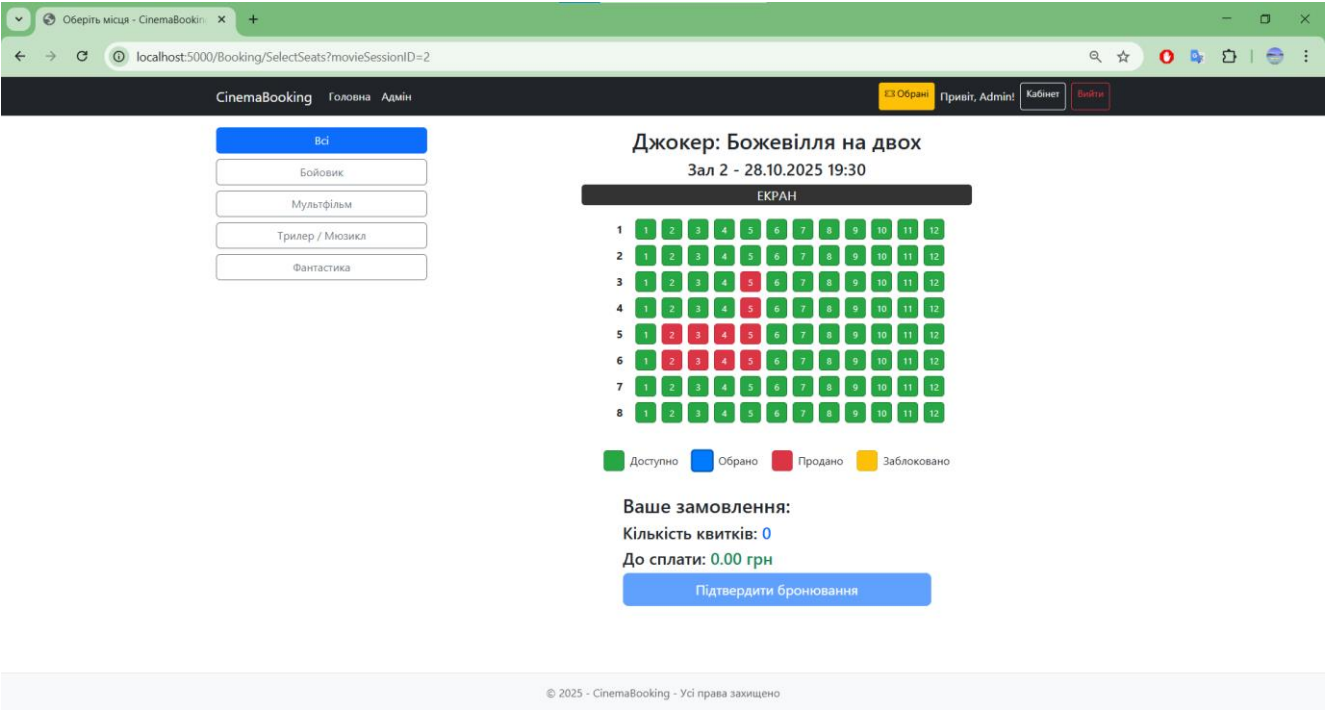 Оберіть місця - CinemaBookin
localhost:5000/Booking/SelectSeats?movieSessionID=2
CinemaBooking Головна Адмін Обрані Привіт, Admin! Кабінет Вийти
Всі
Бойовик
Мультфільм
Трилер / Мюзикл
Фантастика
Джокер: Божевілля на двох
Зал 2 - 28.10.2025 19:30
ЕКРАН
1 1 2 3 4 5 6 7 8 9 10 11 12
2 1 2 3 4 5 6 7 8 9 10 11 12
3 1 2 3 4 5 6 7 8 9 10 11 12
4 1 2 3 4 5 6 7 8 9 10 11 12
5 1 2 3 4 5 6 7 8 9 10 11 12
6 1 2 3 4 5 6 7 8 9 10 11 12
7 1 2 3 4 5 6 7 8 9 10 11 12
8 1 2 3 4 5 6 7 8 9 10 11 12
Доступно Обрано Продано Заблоковано
Ваше замовлення:
Кількість квитків: 0
До сплати: 0.00 грн
Підтвердити бронювання
© 2025 - CinemaBooking - Усі права захищено